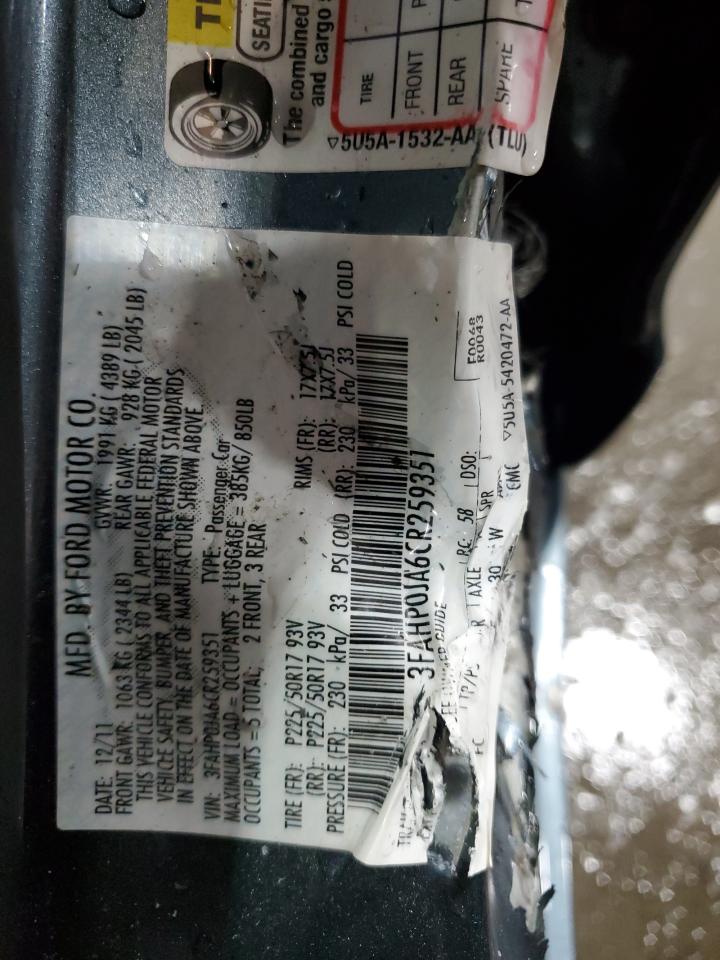 MFD. BY FORD MOTOR CO.
DATE: 12/11 GVWR: 1991 KG ( 4389 LB)
FRONT GAWR: 1063 KG ( 2344 LB) REAR GAWR: 928 KG ( 2045 LB)
THIS VEHICLE CONFORMS TO ALL APPLICABLE FEDERAL MOTOR
VEHICLE SAFETY, BUMPER, AND THEFT PREVENTION STANDARDS
IN EFFECT ON THE DATE OF MANUFACTURE SHOWN ABOVE.
VIN: 3FAHP0JA6CR259351 TYPE: Passenger Car
MAXIMUM LOAD = OCCUPANTS + LUGGAGE = 385KG/ 850LB
OCCUPANTS = 5 TOTAL, 2 FRONT, 3 REAR
TIRE (FR): P225/50R17 93V RIMS (FR): 17X7.5J
(RR): P225/50R17 93V (RR): 17X7.5J
PRESSURE (FR): 230 kPa/ 33 PSI COLD (RR): 230 kPa/ 33 PSI COLD
3FAHP0JA6CR259351
F0068
R0043
RC: 58 DSO:
TP/PS R AXLE SPR
30 W
EMC
▽5U5A-5420472-AA
SEATI
The combined
and cargo s
TIRE
FRONT
REAR
SPARE
▽5U5A-1532-AA (TLU)